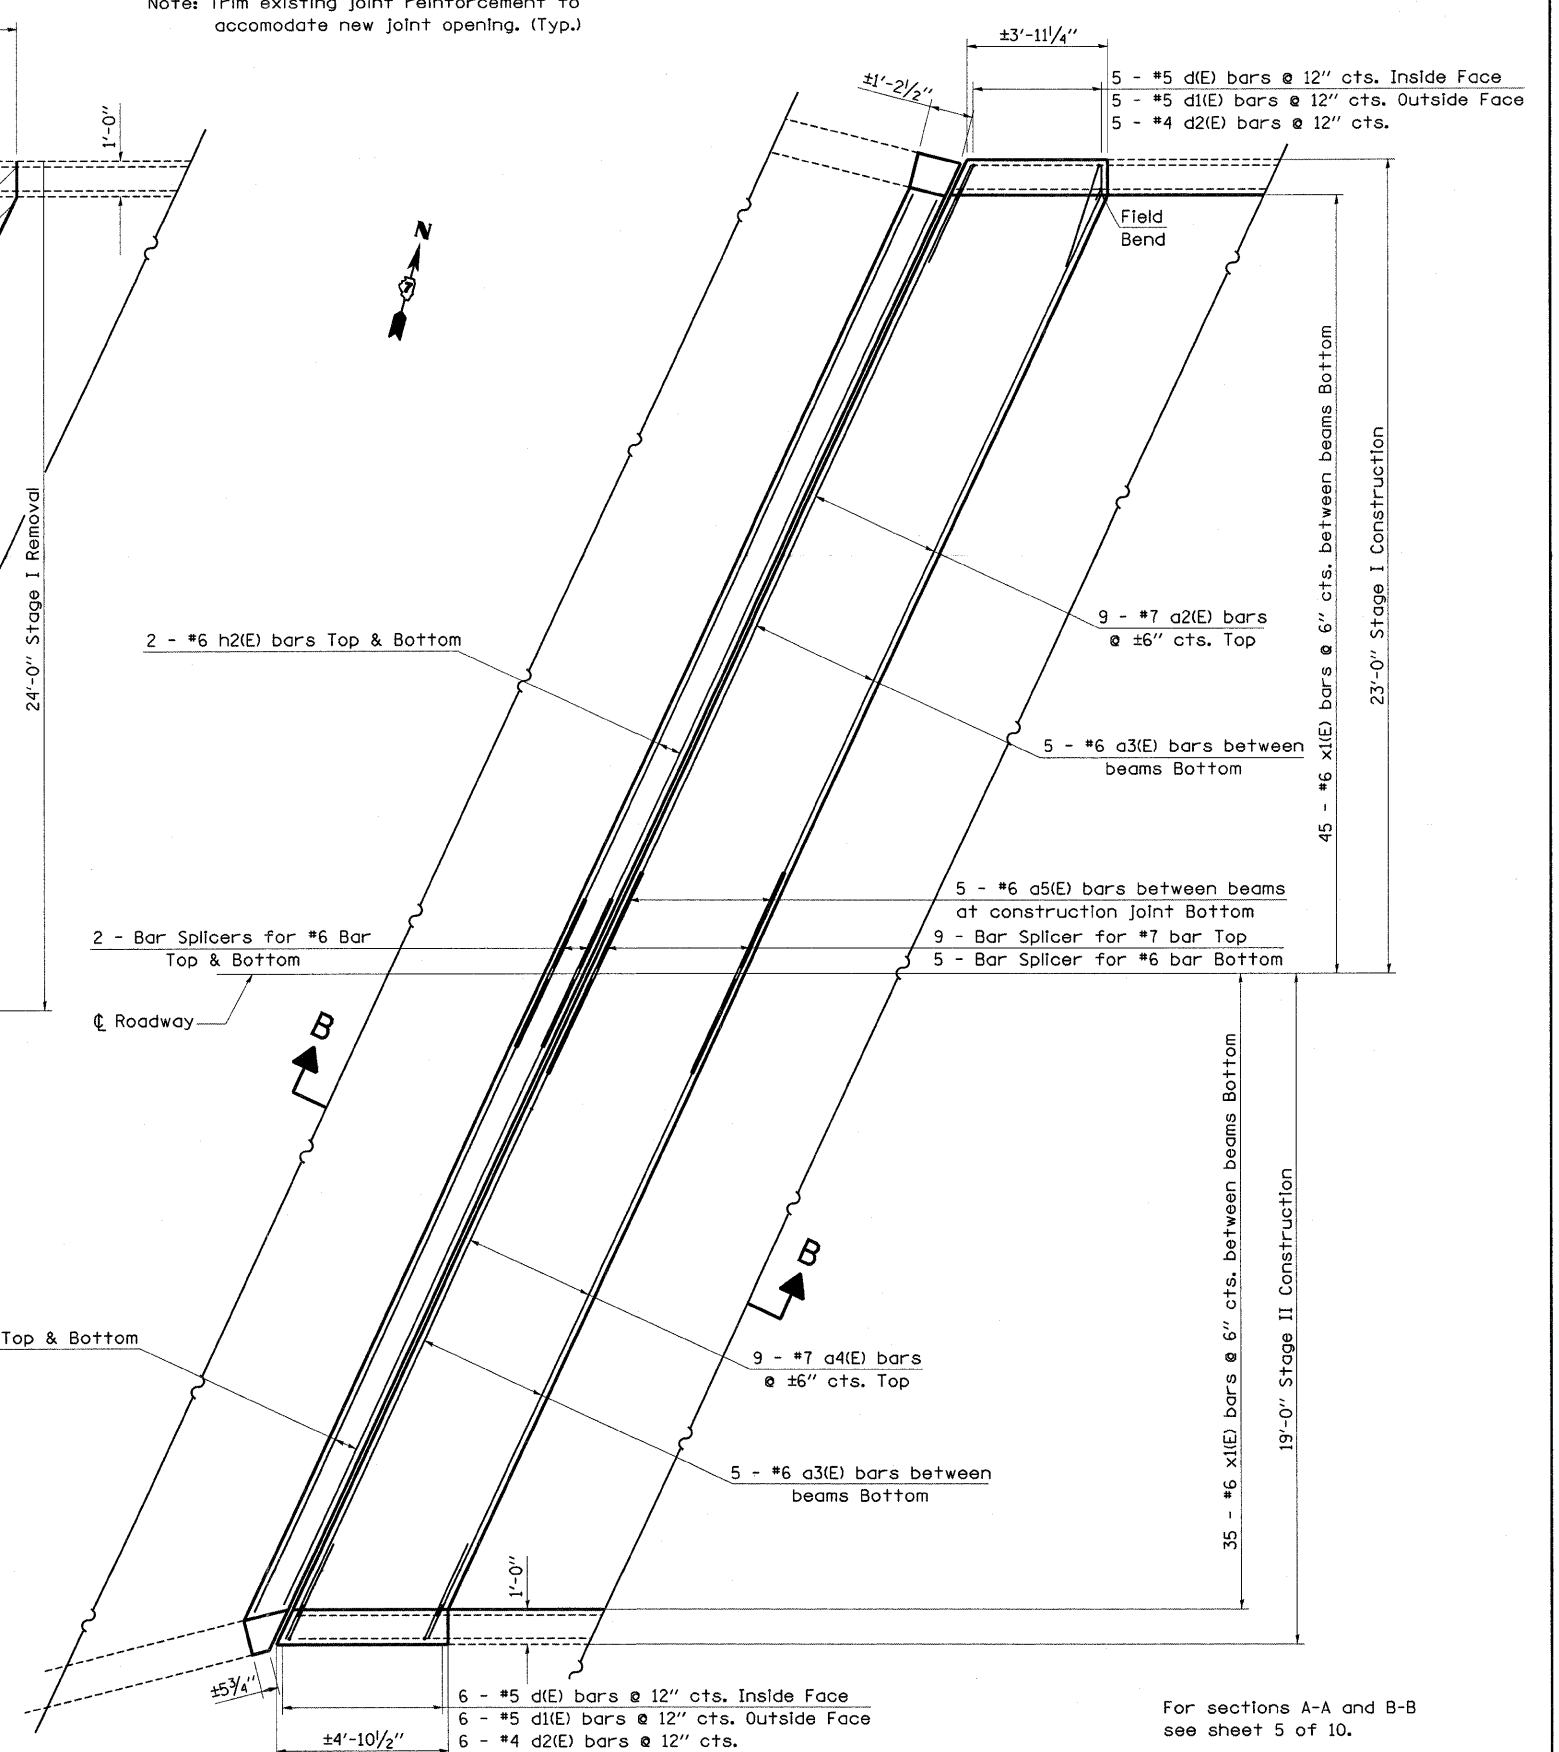 Note: Trim existing joint reinforcement to
accomodate new joint opening. (Typ.)
±3'-11 1/4"
±1'-2 1/2"
5 - #5 d(E) bars @ 12" cts. Inside Face
5 - #5 d1(E) bars @ 12" cts. Outside Face
5 - #4 d2(E) bars @ 12" cts.
1'-0"
N
7
Field
Bend
24'-0" Stage I Removal
45 - #6 x1(E) bars @ 6" cts. between beams Bottom
23'-0" Stage I Construction
9 - #7 a2(E) bars
@ ±6" cts. Top
2 - #6 h2(E) bars Top & Bottom
5 - #6 a3(E) bars between
beams Bottom
5 - #6 a5(E) bars between beams
at construction joint Bottom
2 - Bar Splicers for #6 Bar
Top & Bottom
9 - Bar Splicer for #7 bar Top
5 - Bar Splicer for #6 bar Bottom
℄ Roadway
B
B
35 - #6 x1(E) bars @ 6" cts. between beams Bottom
19'-0" Stage II Construction
Top & Bottom
9 - #7 a4(E) bars
@ ±6" cts. Top
5 - #6 a3(E) bars between
beams Bottom
1'-0"
±5 3/4"
±4'-10 1/2"
6 - #5 d(E) bars @ 12" cts. Inside Face
6 - #5 d1(E) bars @ 12" cts. Outside Face
6 - #4 d2(E) bars @ 12" cts.
For sections A-A and B-B
see sheet 5 of 10.